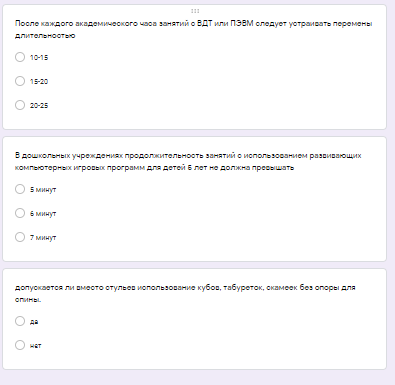 После каждого академического часа занятий с ВДТ или ПЭВМ следует устраивать перемены
длительностью
10-15
15-20
20-25
В дошкольных учреждениях продолжительность занятий с использованием развивающих
компьютерных игровых программ для детей 6 лет не должна превышать
5 минут
6 минут
7 минут
допускается ли вместо стульев использование кубов, табуреток, скамеек без опоры для
спины.
да
нет